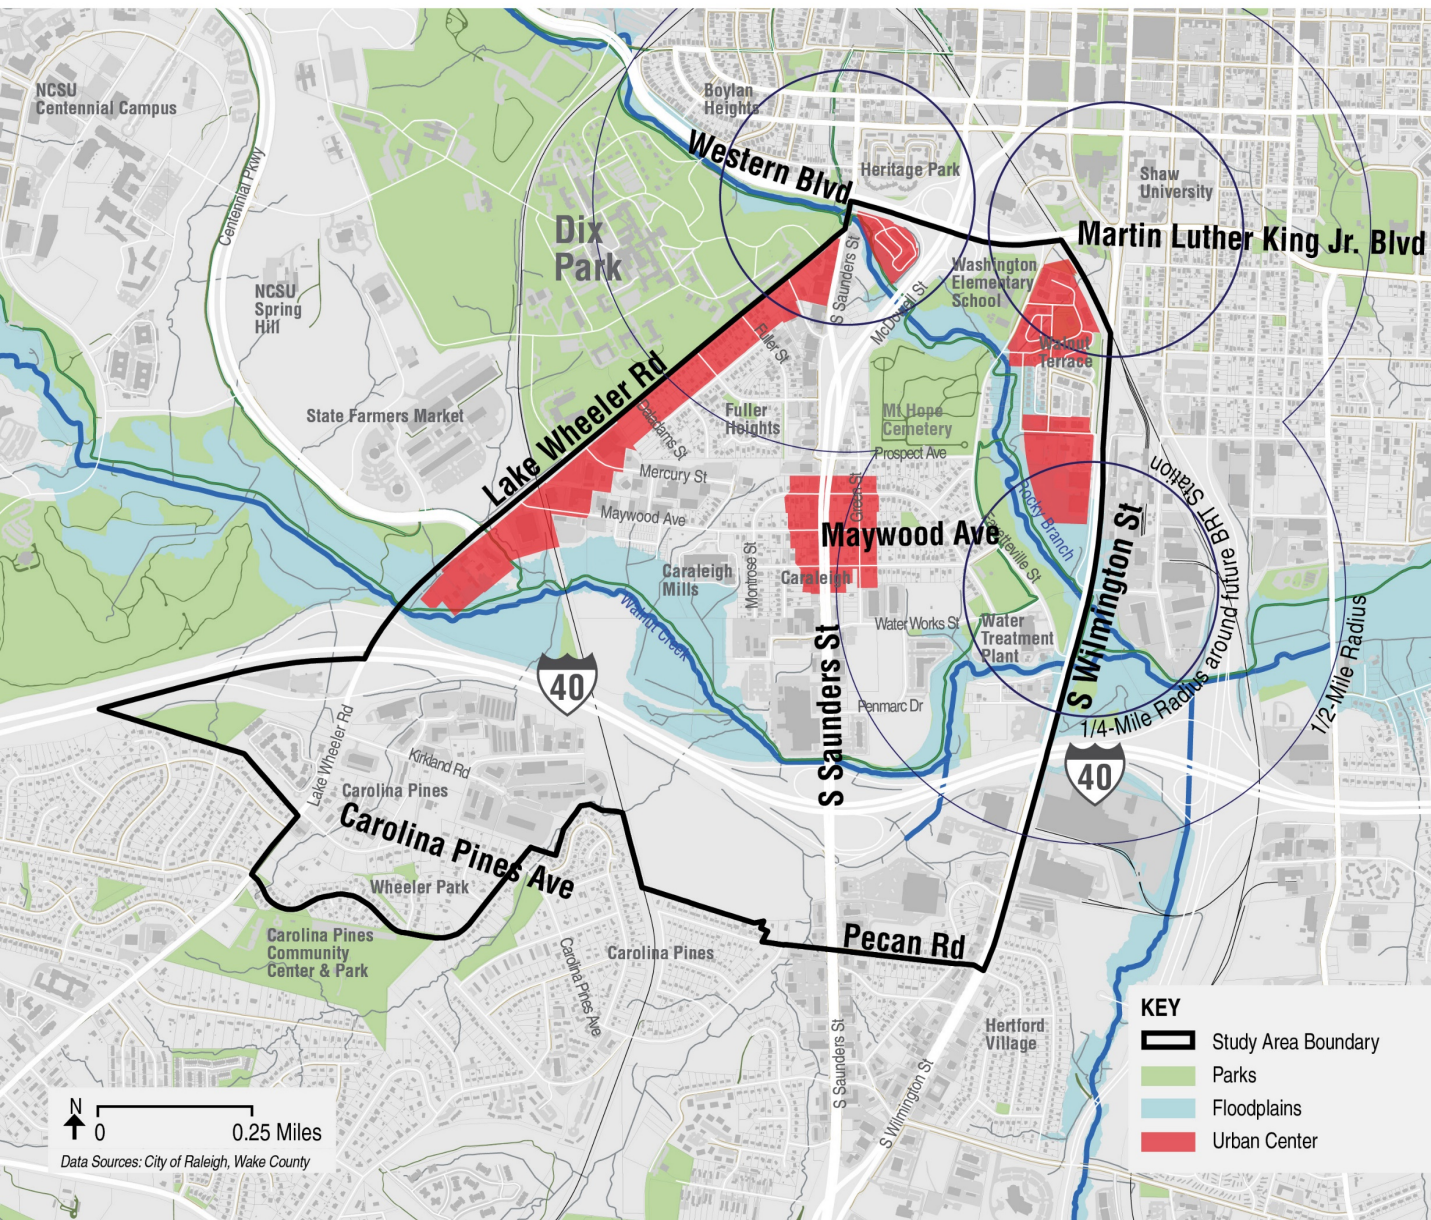 NCSU
Centennial Campus
Boylan
Heights
Western Blvd
Heritage Park
Shaw
University
Martin Luther King Jr. Blvd
Centennial Pkwy
Dix
Park
S Saunders St
McDowell St
Washington
Elementary
School
NCSU
Spring
Hill
Fuller St
Walnut
Terrace
State Farmers Market
Lake Wheeler Rd
Fuller
Heights
Mt Hope
Cemetery
Prospect Ave
Mercury St
Maywood Ave
Green St
Maywood Ave
Rocky Branch
Fayetteville St
S Wilmington St
1/4-Mile Radius around future BRT Station
1/2-Mile Radius
Caraleigh
Mills
Montrose St
Caraleigh
Walnut Creek
Water Works St
Water
Treatment
Plant
40
S Saunders St
Penmarc Dr
40
Lake Wheeler Rd
Kirkland Rd
Carolina Pines
Carolina Pines Ave
Wheeler Park
Carolina Pines
Community
Center & Park
Carolina Pines Ave
Carolina Pines
Pecan Rd
S Saunders St
S Wilmington St
Hertford
Village
KEY
Study Area Boundary
Parks
Floodplains
Urban Center
N
0
0.25 Miles
Data Sources: City of Raleigh, Wake County